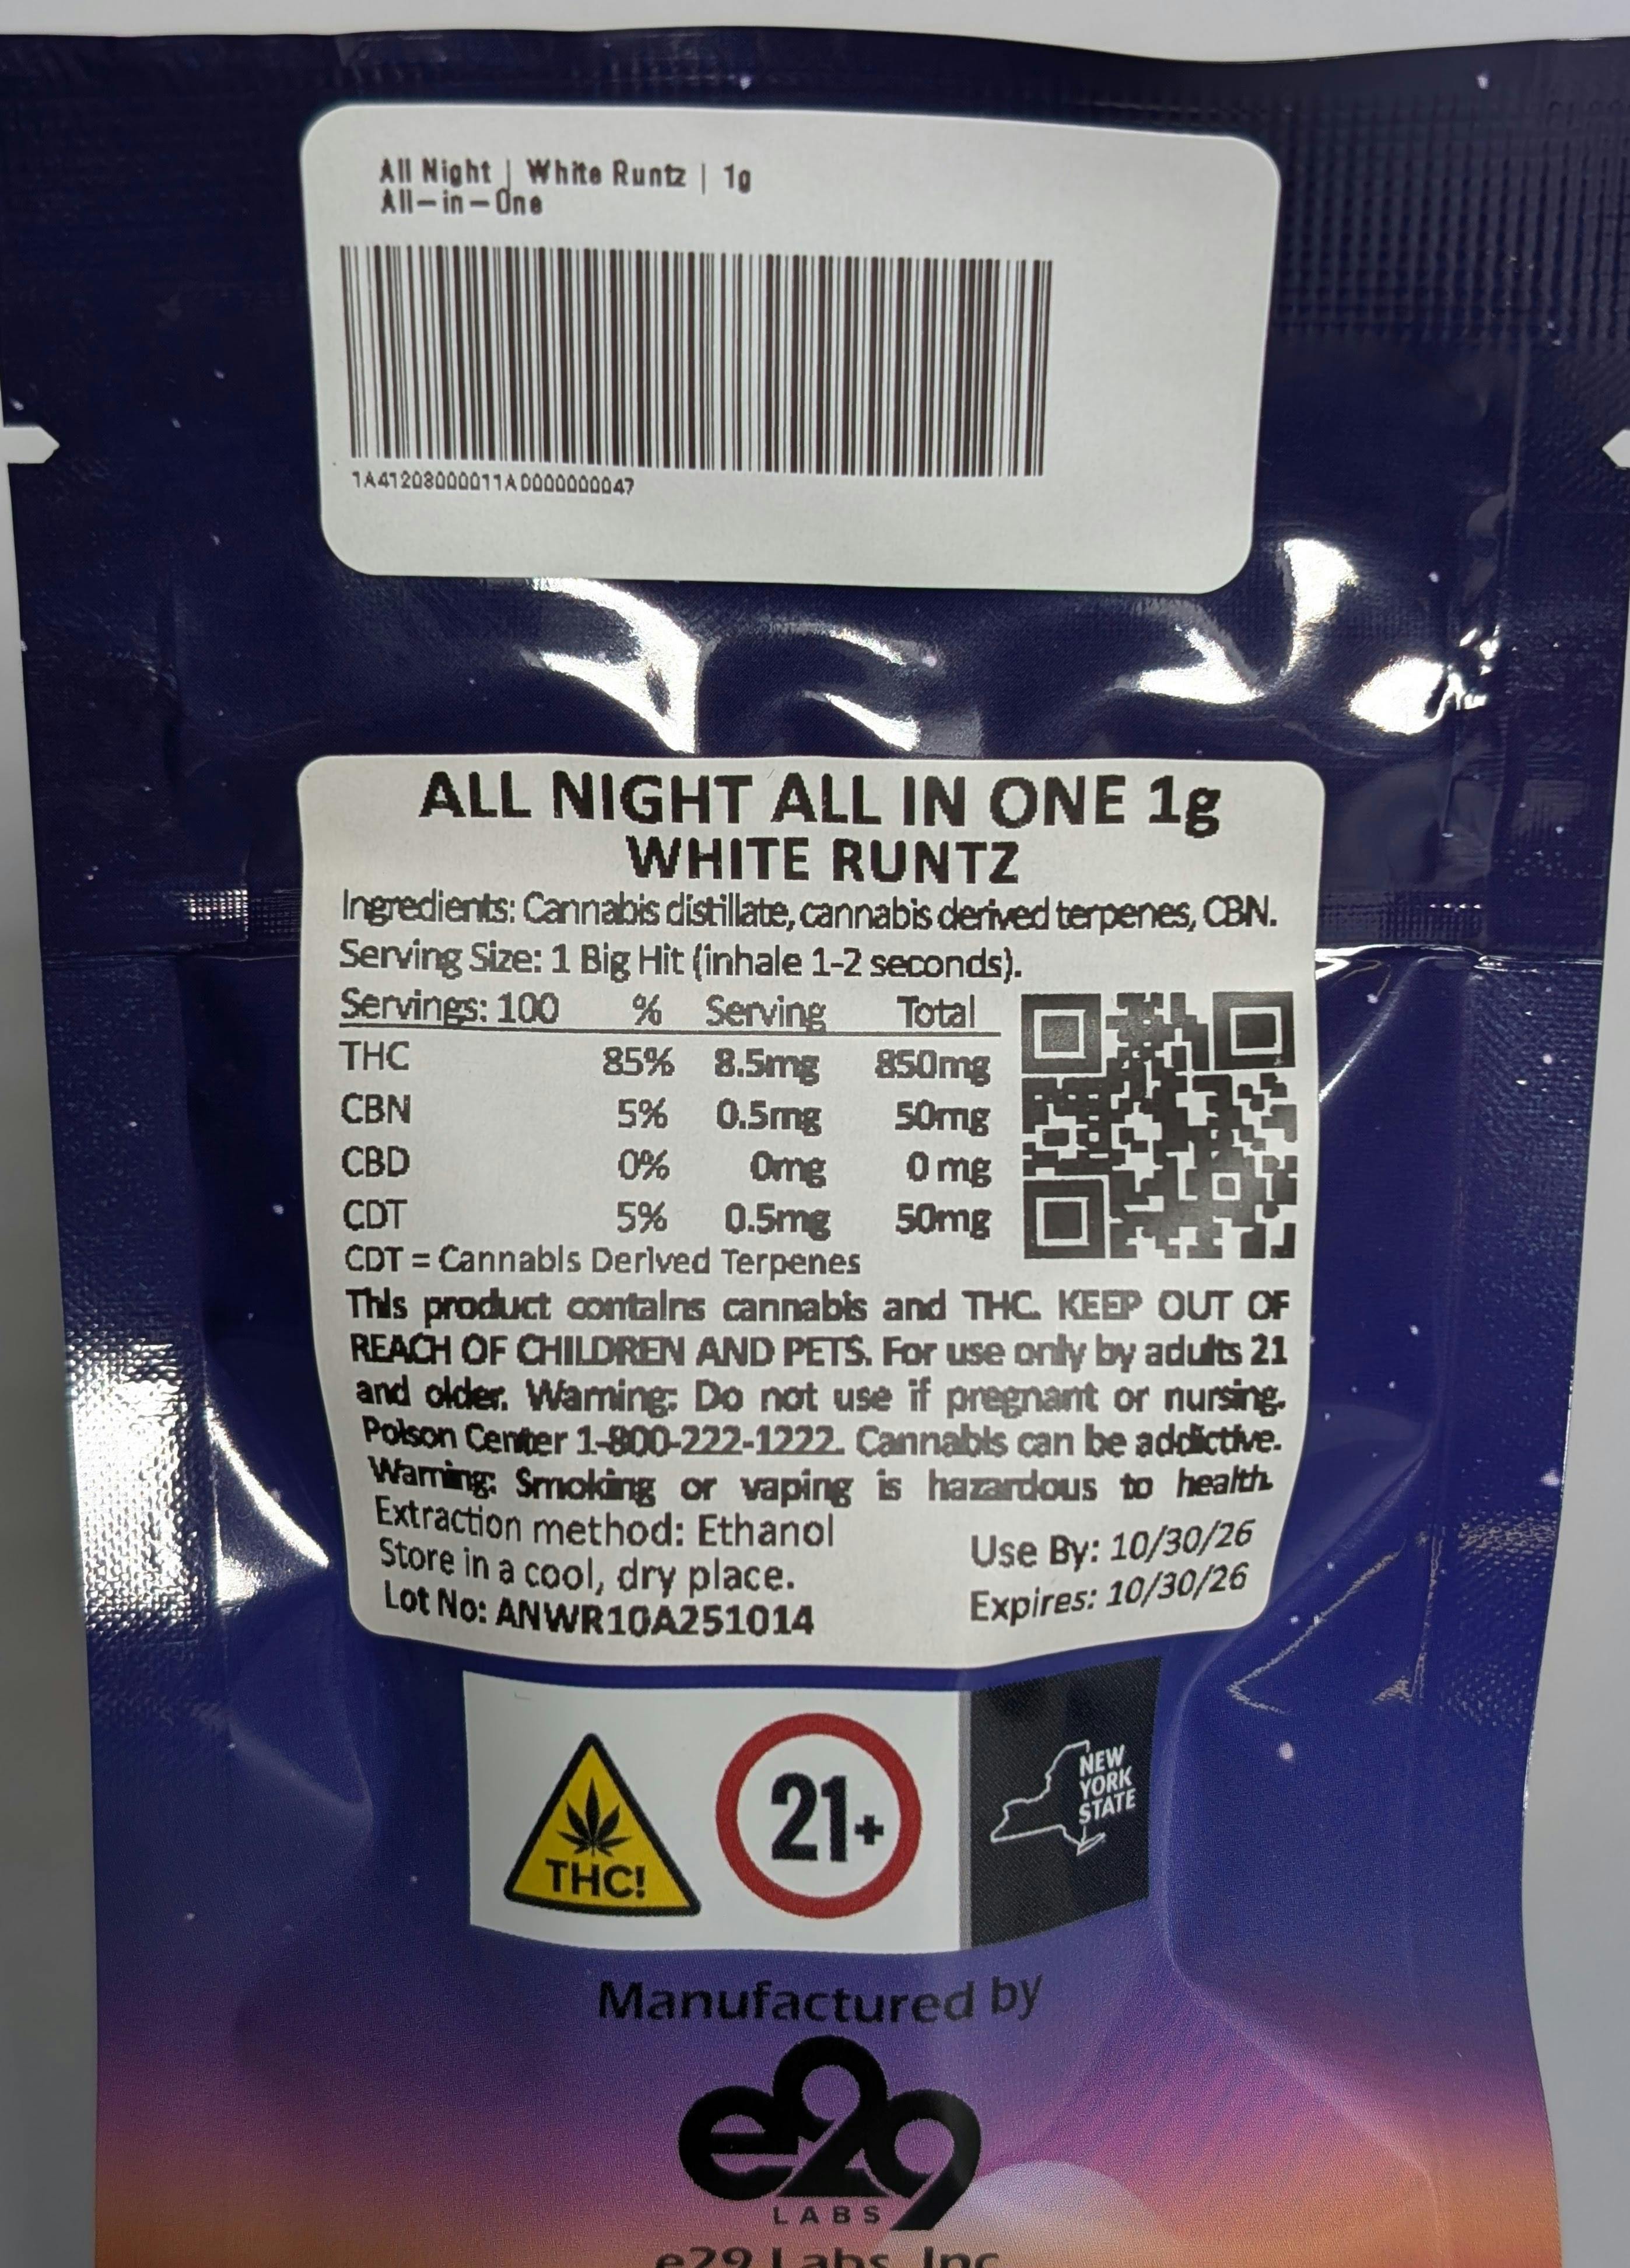 All Night | White Runtz | 1g
All-in-One
1A41208000011A0000000047
ALL NIGHT ALL IN ONE 1g
WHITE RUNTZ
Ingredients: Cannabis distillate, cannabis derived terpenes, CBN.
Serving Size: 1 Big Hit (inhale 1-2 seconds).
Servings: 100 % Serving Total
THC 85% 8.5mg 850mg
CBN 5% 0.5mg 50mg
CBD 0% 0mg 0 mg
CDT 5% 0.5mg 50mg
CDT = Cannabis Derived Terpenes
This product contains cannabis and THC. KEEP OUT OF
REACH OF CHILDREN AND PETS. For use only by adults 21
and older. Warning: Do not use if pregnant or nursing.
Poison Center 1-800-222-1222. Cannabis can be addictive.
Warning: Smoking or vaping is hazardous to health.
Extraction method: Ethanol
Store in a cool, dry place.
Lot No: ANWR10A251014
Use By: 10/30/26
Expires: 10/30/26
THC!
21+
NEW
YORK
STATE
Manufactured by
e29
LABS
e29 Labs, Inc